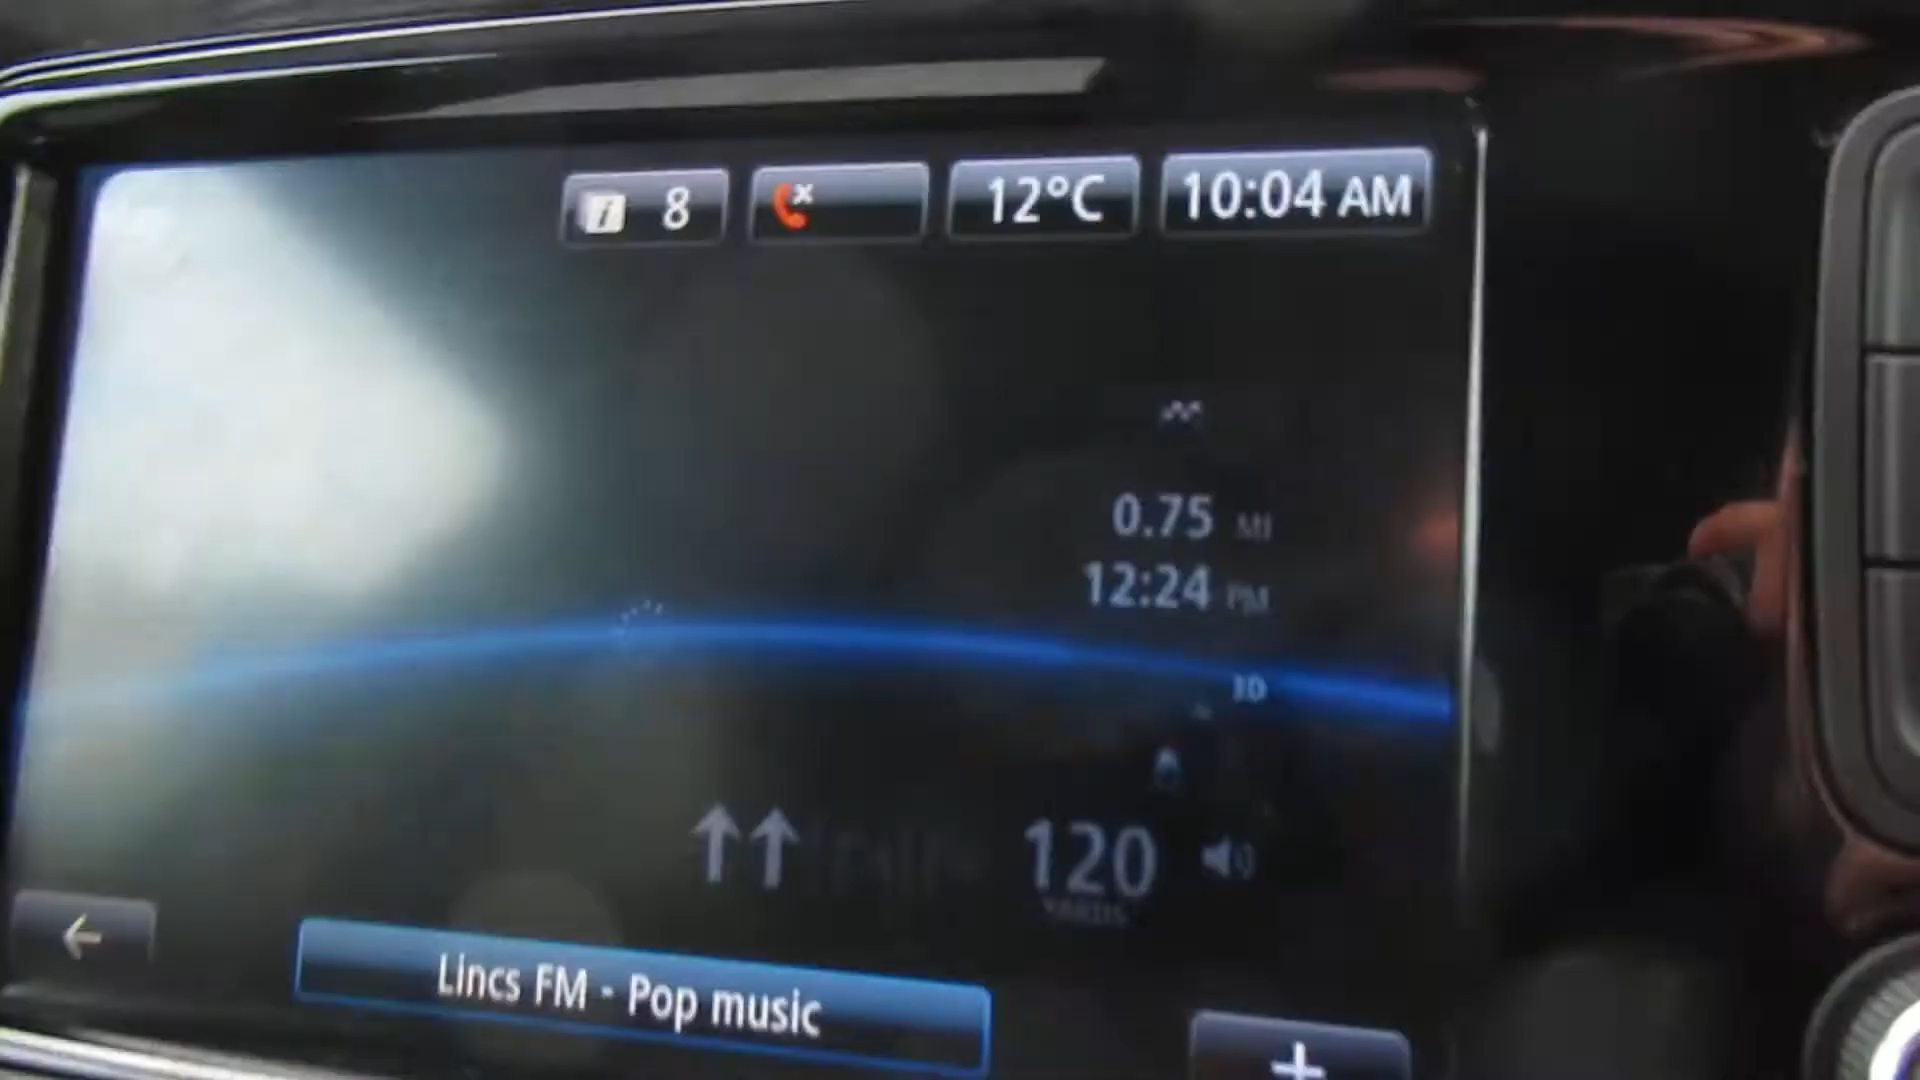 i 8
12°C
10:04 AM
0.75 MI
12:24 PM
120
YARDS
Lincs FM - Pop music